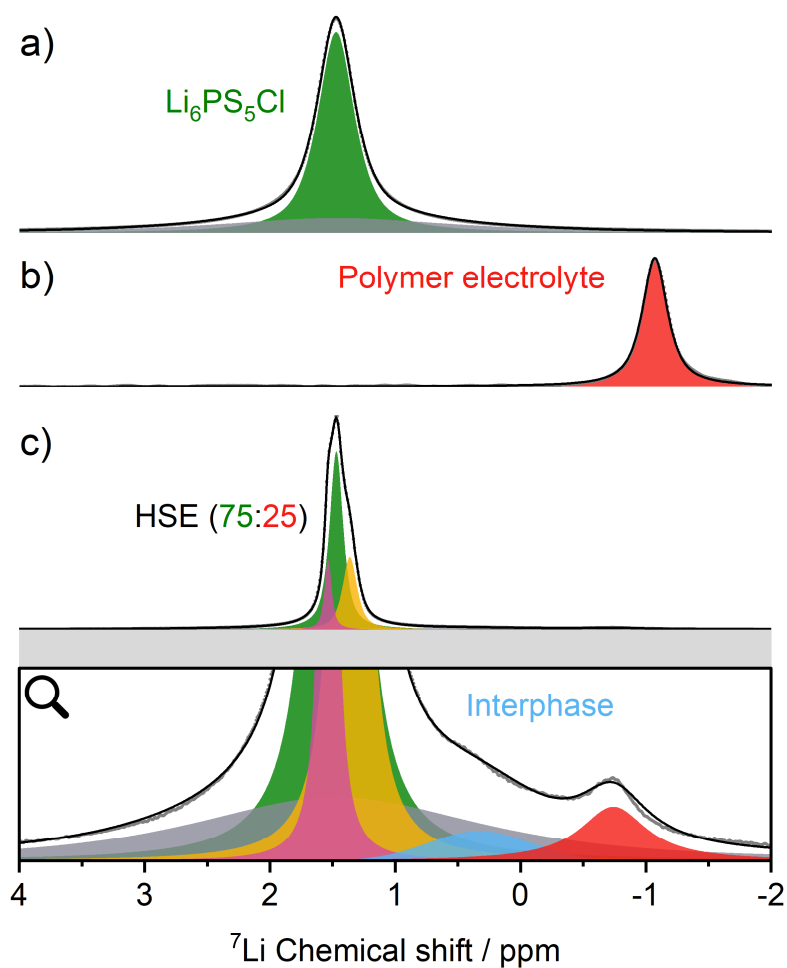 a)
Li₆PS₅Cl
b)
Polymer electrolyte
c)
HSE (75:25)
Interphase
4 3 2 1 0 -1 -2
⁷Li Chemical shift / ppm